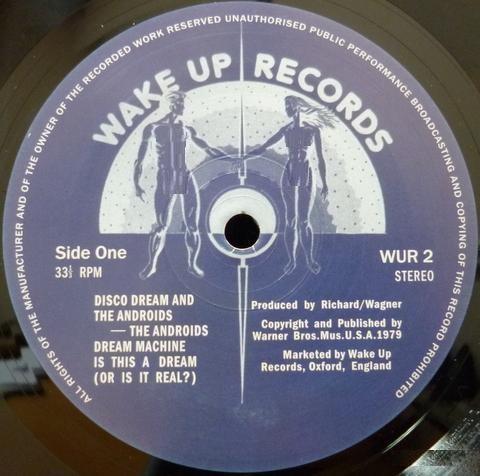 ALL RIGHTS OF THE MANUFACTURER AND OF THE OWNER OF THE RECORDED WORK RESERVED UNAUTHORISED PUBLIC PERFORMANCE BROADCASTING AND COPYING OF THIS RECORD PROHIBITED
WAKE UP RECORDS
Side One
33⅓ RPM
WUR 2
STEREO
DISCO DREAM AND
THE ANDROIDS
— THE ANDROIDS
DREAM MACHINE
IS THIS A DREAM
(OR IS IT REAL?)
Produced by Richard/Wagner
Copyright and Published by
Warner Bros.Mus.U.S.A.1979
Marketed by Wake Up
Records, Oxford, England